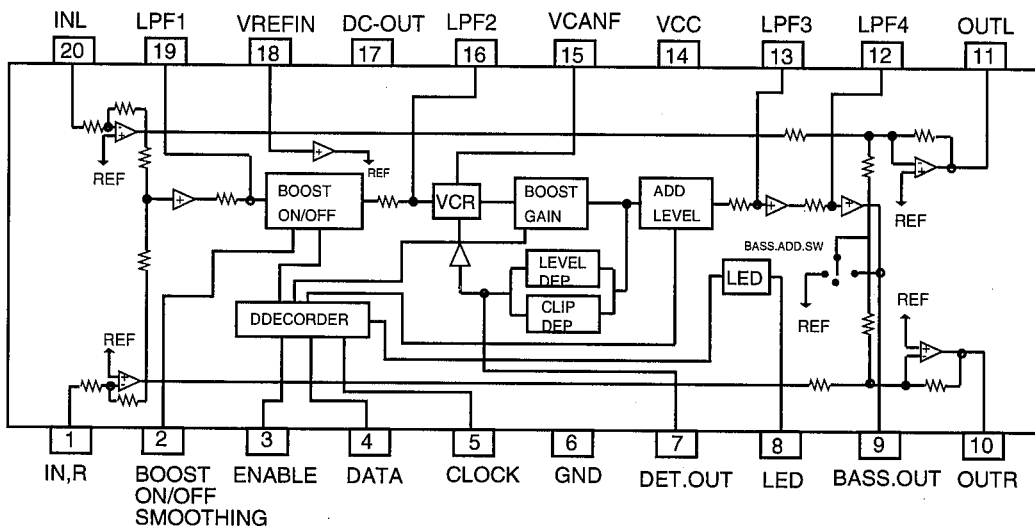 INL LPF1 VREFIN DC-OUT LPF2 VCANF VCC LPF3 LPF4 OUTL
20 19 18 17 16 15 14 13 12 11
REF
REF
REF
BOOST
ON/OFF
VCR
BOOST
GAIN
ADD
LEVEL
BASS.ADD.SW
LEVEL
DEP
CLIP
DEP
LED
DDECORDER
REF
REF
REF
1 2 3 4 5 6 7 8 9 10
IN,R
BOOST
ON/OFF
SMOOTHING
ENABLE
DATA
CLOCK
GND
DET.OUT
LED
BASS.OUT
OUTR